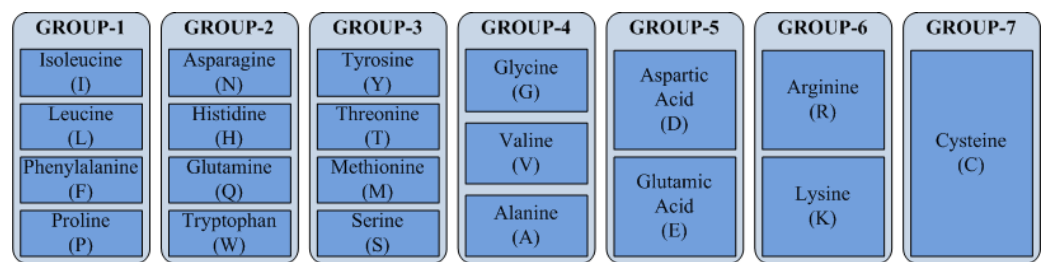 GROUP-1
Isoleucine
(I)
Leucine
(L)
Phenylalanine
(F)
Proline
(P)
GROUP-2
Asparagine
(N)
Histidine
(H)
Glutamine
(Q)
Tryptophan
(W)
GROUP-3
Tyrosine
(Y)
Threonine
(T)
Methionine
(M)
Serine
(S)
GROUP-4
Glycine
(G)
Valine
(V)
Alanine
(A)
GROUP-5
Aspartic
Acid
(D)
Glutamic
Acid
(E)
GROUP-6
Arginine
(R)
Lysine
(K)
GROUP-7
Cysteine
(C)